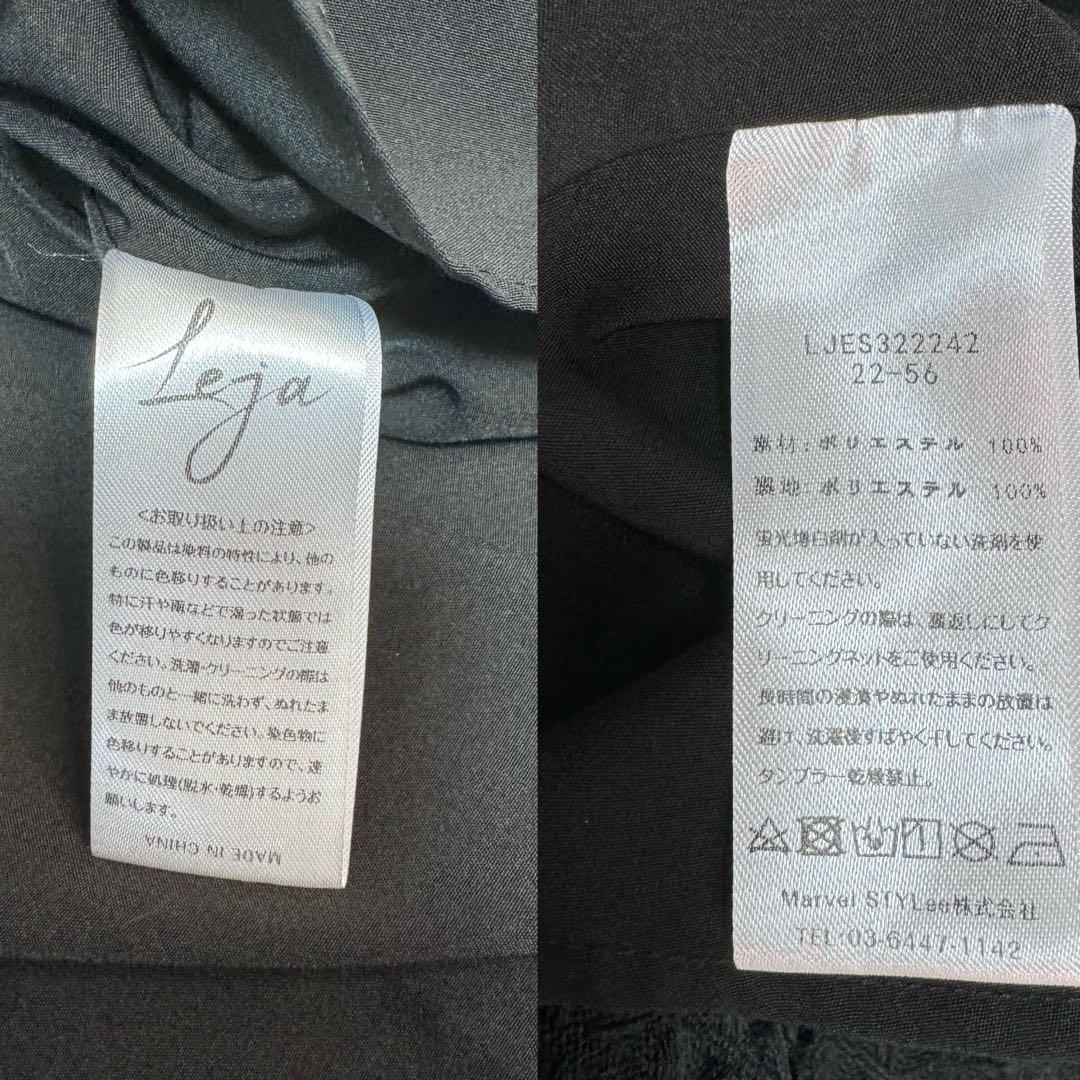 Leja
<お取り扱い上の注意>
この製品は染料の特性により、他の
ものに色移りすることがあります。
特に汗や雨などで湿った状態では
色が移りやすくなりますのでご注意
ください。洗濯・クリーニングの際は
他のものと一緒に洗わず、ぬれたま
ま放置しないでください。染色物に
色移りすることがありますので、速
やかに処理(脱水・乾燥)するようお
願いします。
MADE IN CHINA
LJES322242
22-56
素材:ポリエステル 100%
裏地:ポリエステル 100%
蛍光増白剤が入っていない洗剤を使
用してください。
クリーニングの際は、裏返しにしてク
リーニングネットをご使用ください。
長時間の浸漬やぬれたままの放置は
避け、洗濯後すばやく干してください。
タンブラー乾燥禁止。
Marvel STYLee株式会社
TEL:03-6447-1142